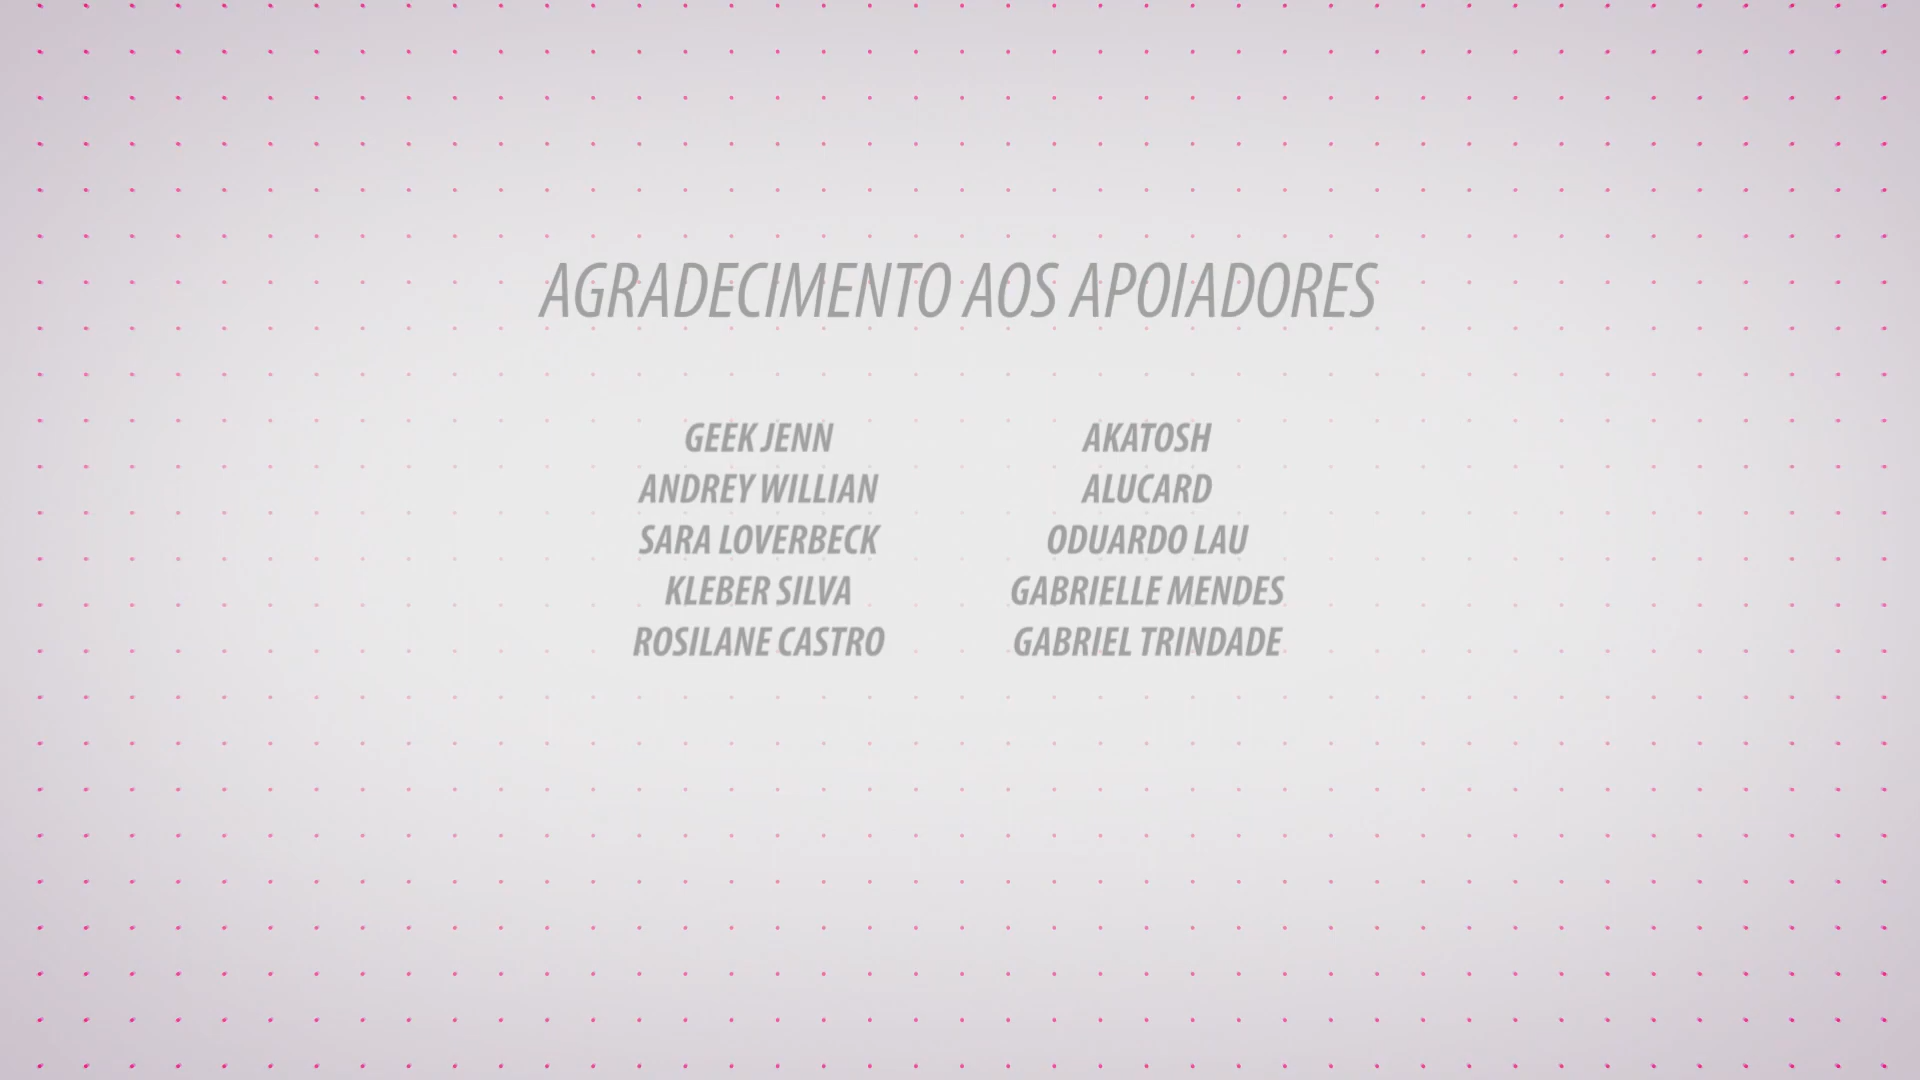 AGRADECIMENTO AOS APOIADORES
GEEK JENN
ANDREY WILLIAN
SARA LOVERBECK
KLEBER SILVA
ROSILANE CASTRO
AKATOSH
ALUCARD
ODUARDO LAU
GABRIELLE MENDES
GABRIEL TRINDADE